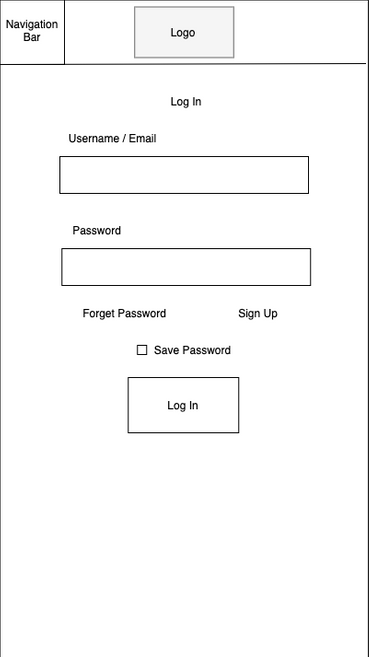 Navigation
Bar
Logo
Log In
Username / Email
Password
Forget Password
Sign Up
Save Password
Log In